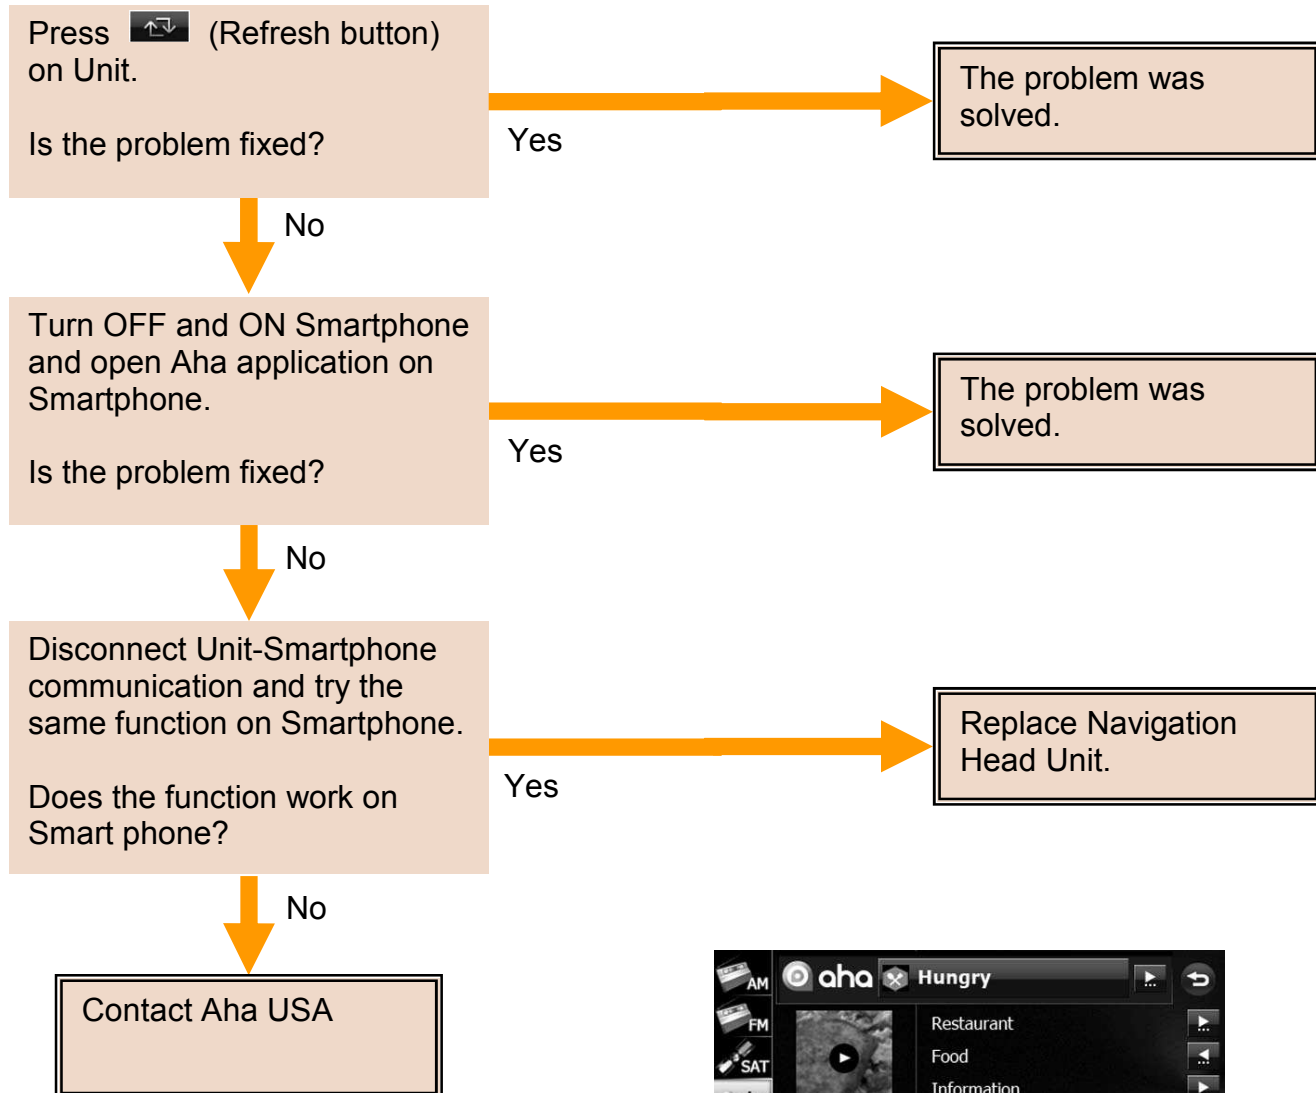 Press (Refresh button)
on Unit.
Is the problem fixed?
Yes
The problem was
solved.
No
Turn OFF and ON Smartphone
and open Aha application on
Smartphone.
Is the problem fixed?
Yes
The problem was
solved.
No
Disconnect Unit-Smartphone
communication and try the
same function on Smartphone.
Does the function work on
Smart phone?
Yes
Replace Navigation
Head Unit.
No
Contact Aha USA
AM
aha
Hungry
FM
Restaurant
SAT
Food
Information